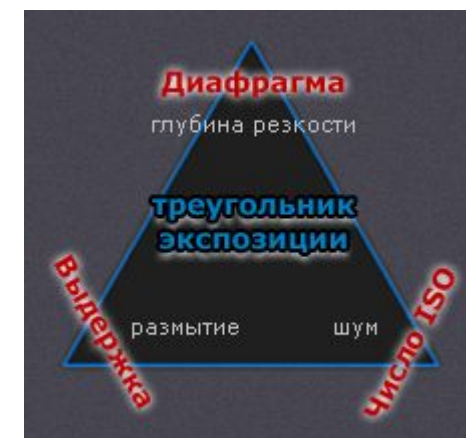 Диафрагма
глубина резкости
треугольник
экспозиции
Выдержка
размытие
шум
Число ISO